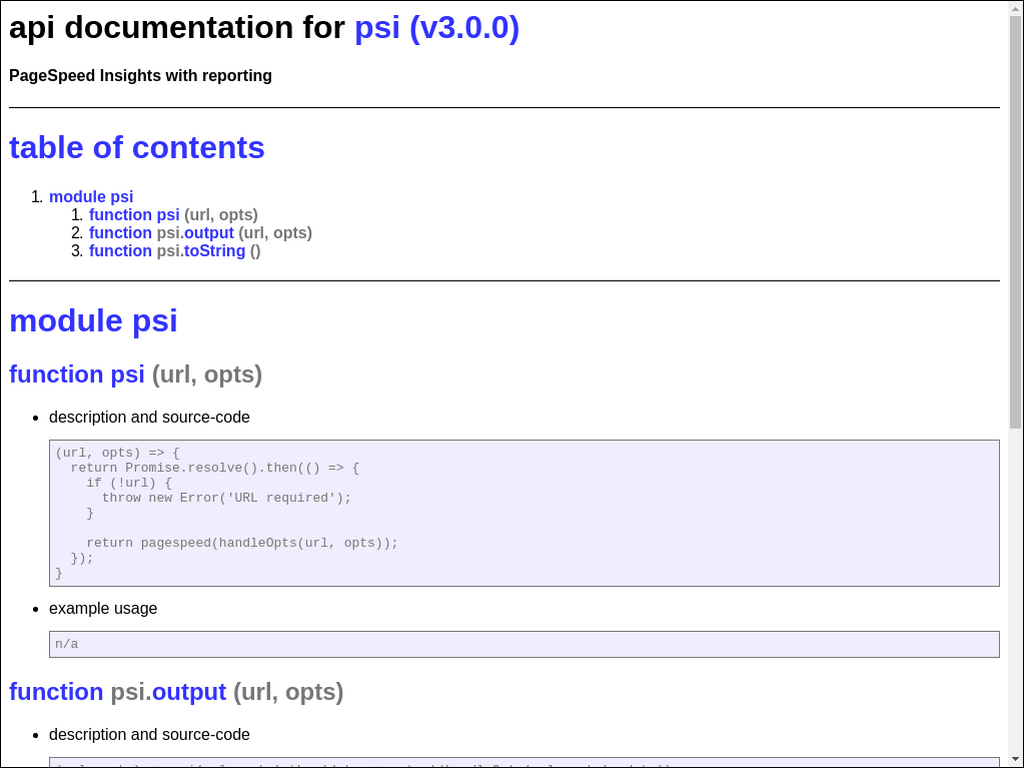 api documentation for psi (v3.0.0)
PageSpeed Insights with reporting
table of contents
1. module psi
1. function psi (url, opts)
2. function psi.output (url, opts)
3. function psi.toString ()
module psi
function psi (url, opts)
• description and source-code
(url, opts) => {
  return Promise.resolve().then(() => {
    if (!url) {
      throw new Error('URL required');
    }
    return pagespeed(handleOpts(url, opts));
  });
}
• example usage
n/a
function psi.output (url, opts)
• description and source-code